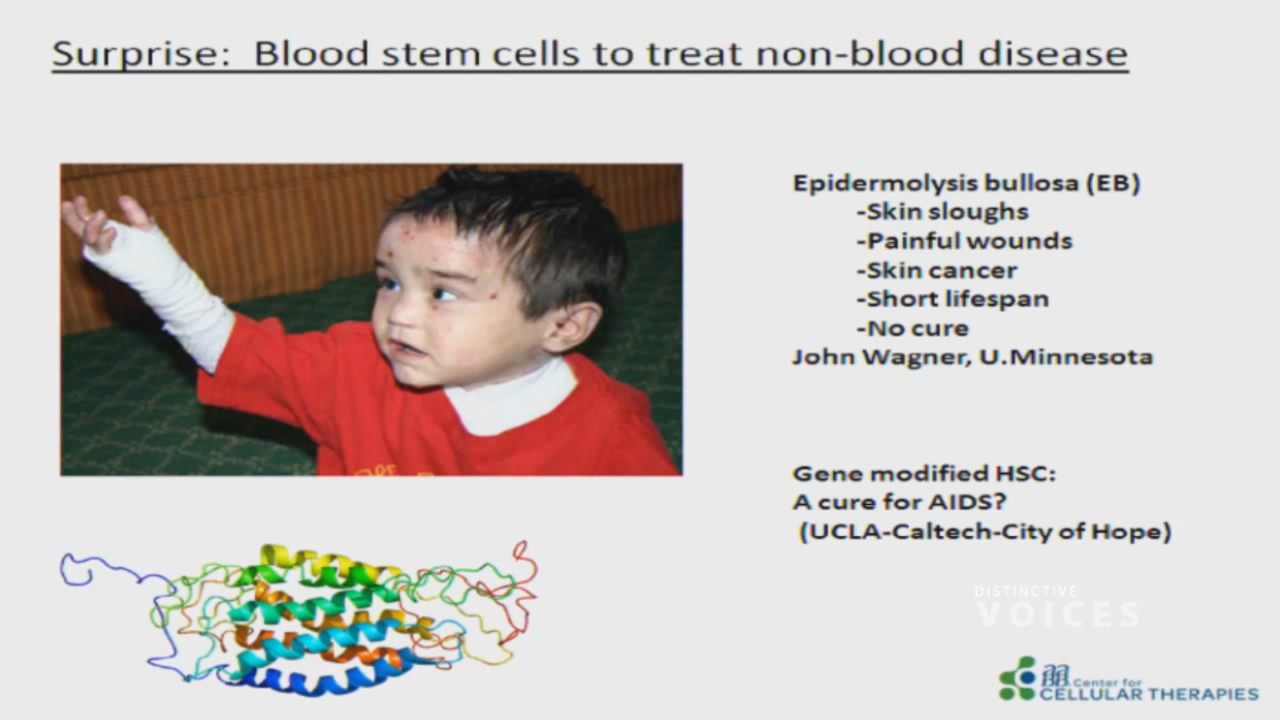 Surprise: Blood stem cells to treat non-blood disease
Epidermolysis bullosa (EB)
-Skin sloughs
-Painful wounds
-Skin cancer
-Short lifespan
-No cure
John Wagner, U.Minnesota
Gene modified HSC:
A cure for AIDS?
(UCLA-Caltech-City of Hope)
DISTINCTIVE
VOICES
Center for
CELLULAR THERAPIES